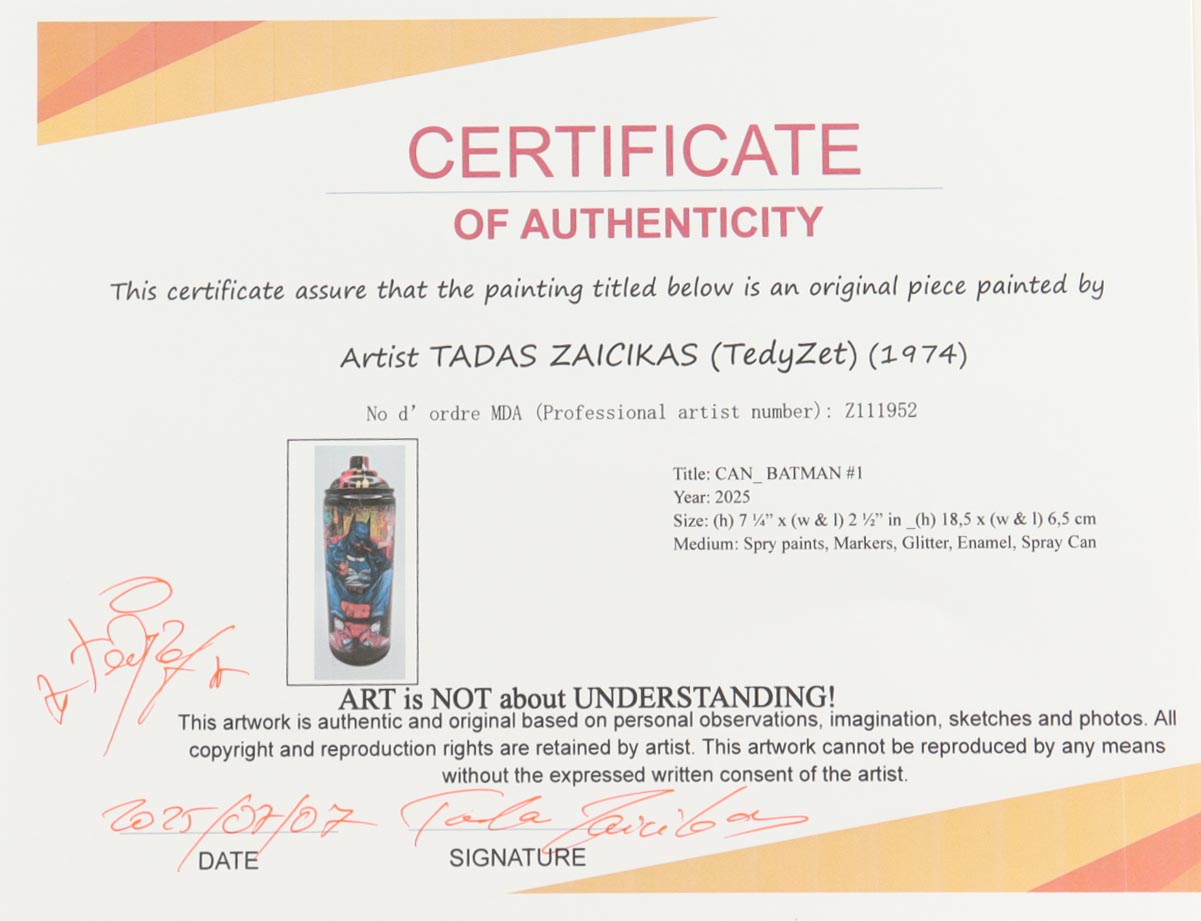 CERTIFICATE
OF AUTHENTICITY
This certificate assure that the painting titled below is an original piece painted by
Artist TADAS ZAICIKAS (TedyZet) (1974)
No d' ordre MDA (Professional artist number): Z111952
Title: CAN_ BATMAN #1
Year: 2025
Size: (h) 7 ¼” x (w & l) 2 ½” in _(h) 18,5 x (w & l) 6,5 cm
Medium: Spry paints, Markers, Glitter, Enamel, Spray Can
TedyZet
ART is NOT about UNDERSTANDING!
This artwork is authentic and original based on personal observations, imagination, sketches and photos. All
copyright and reproduction rights are retained by artist. This artwork cannot be reproduced by any means
without the expressed written consent of the artist.
2025/07/07 Tadas Zaicikas
DATE SIGNATURE